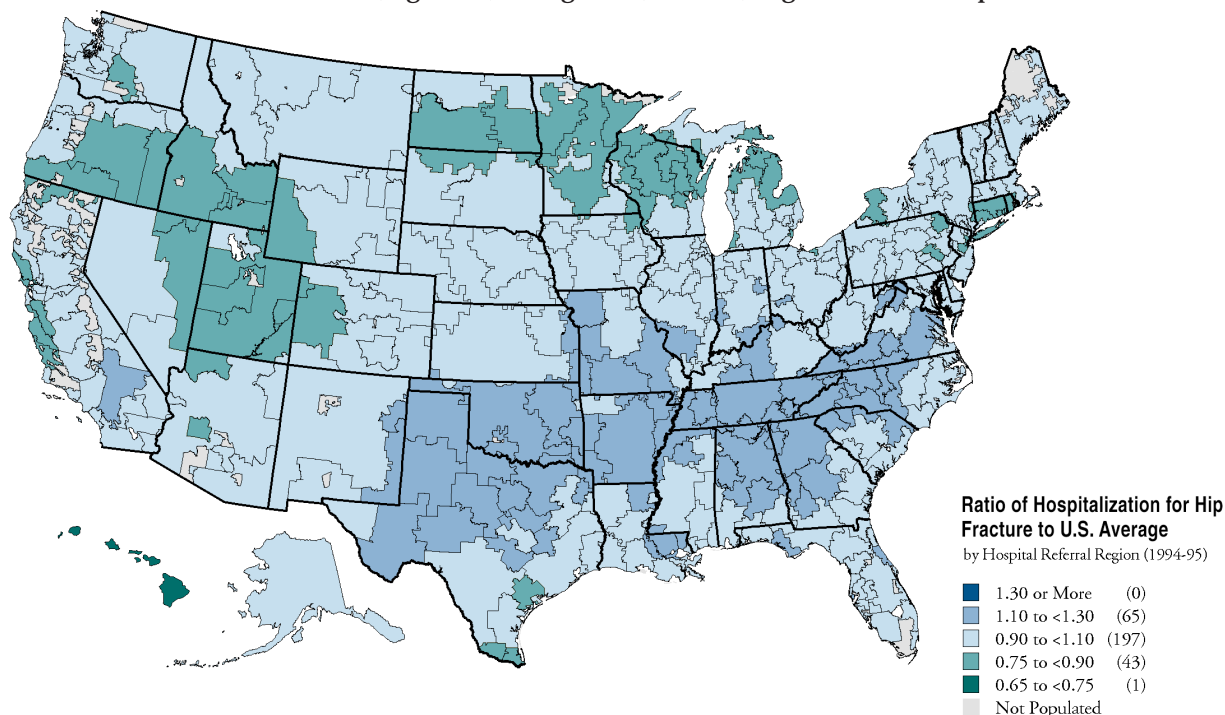 Ratio of Hospitalization for Hip
Fracture to U.S. Average
by Hospital Referral Region (1994-95)
1.30 or More (0)
1.10 to <1.30 (65)
0.90 to <1.10 (197)
0.75 to <0.90 (43)
0.65 to <0.75 (1)
Not Populated